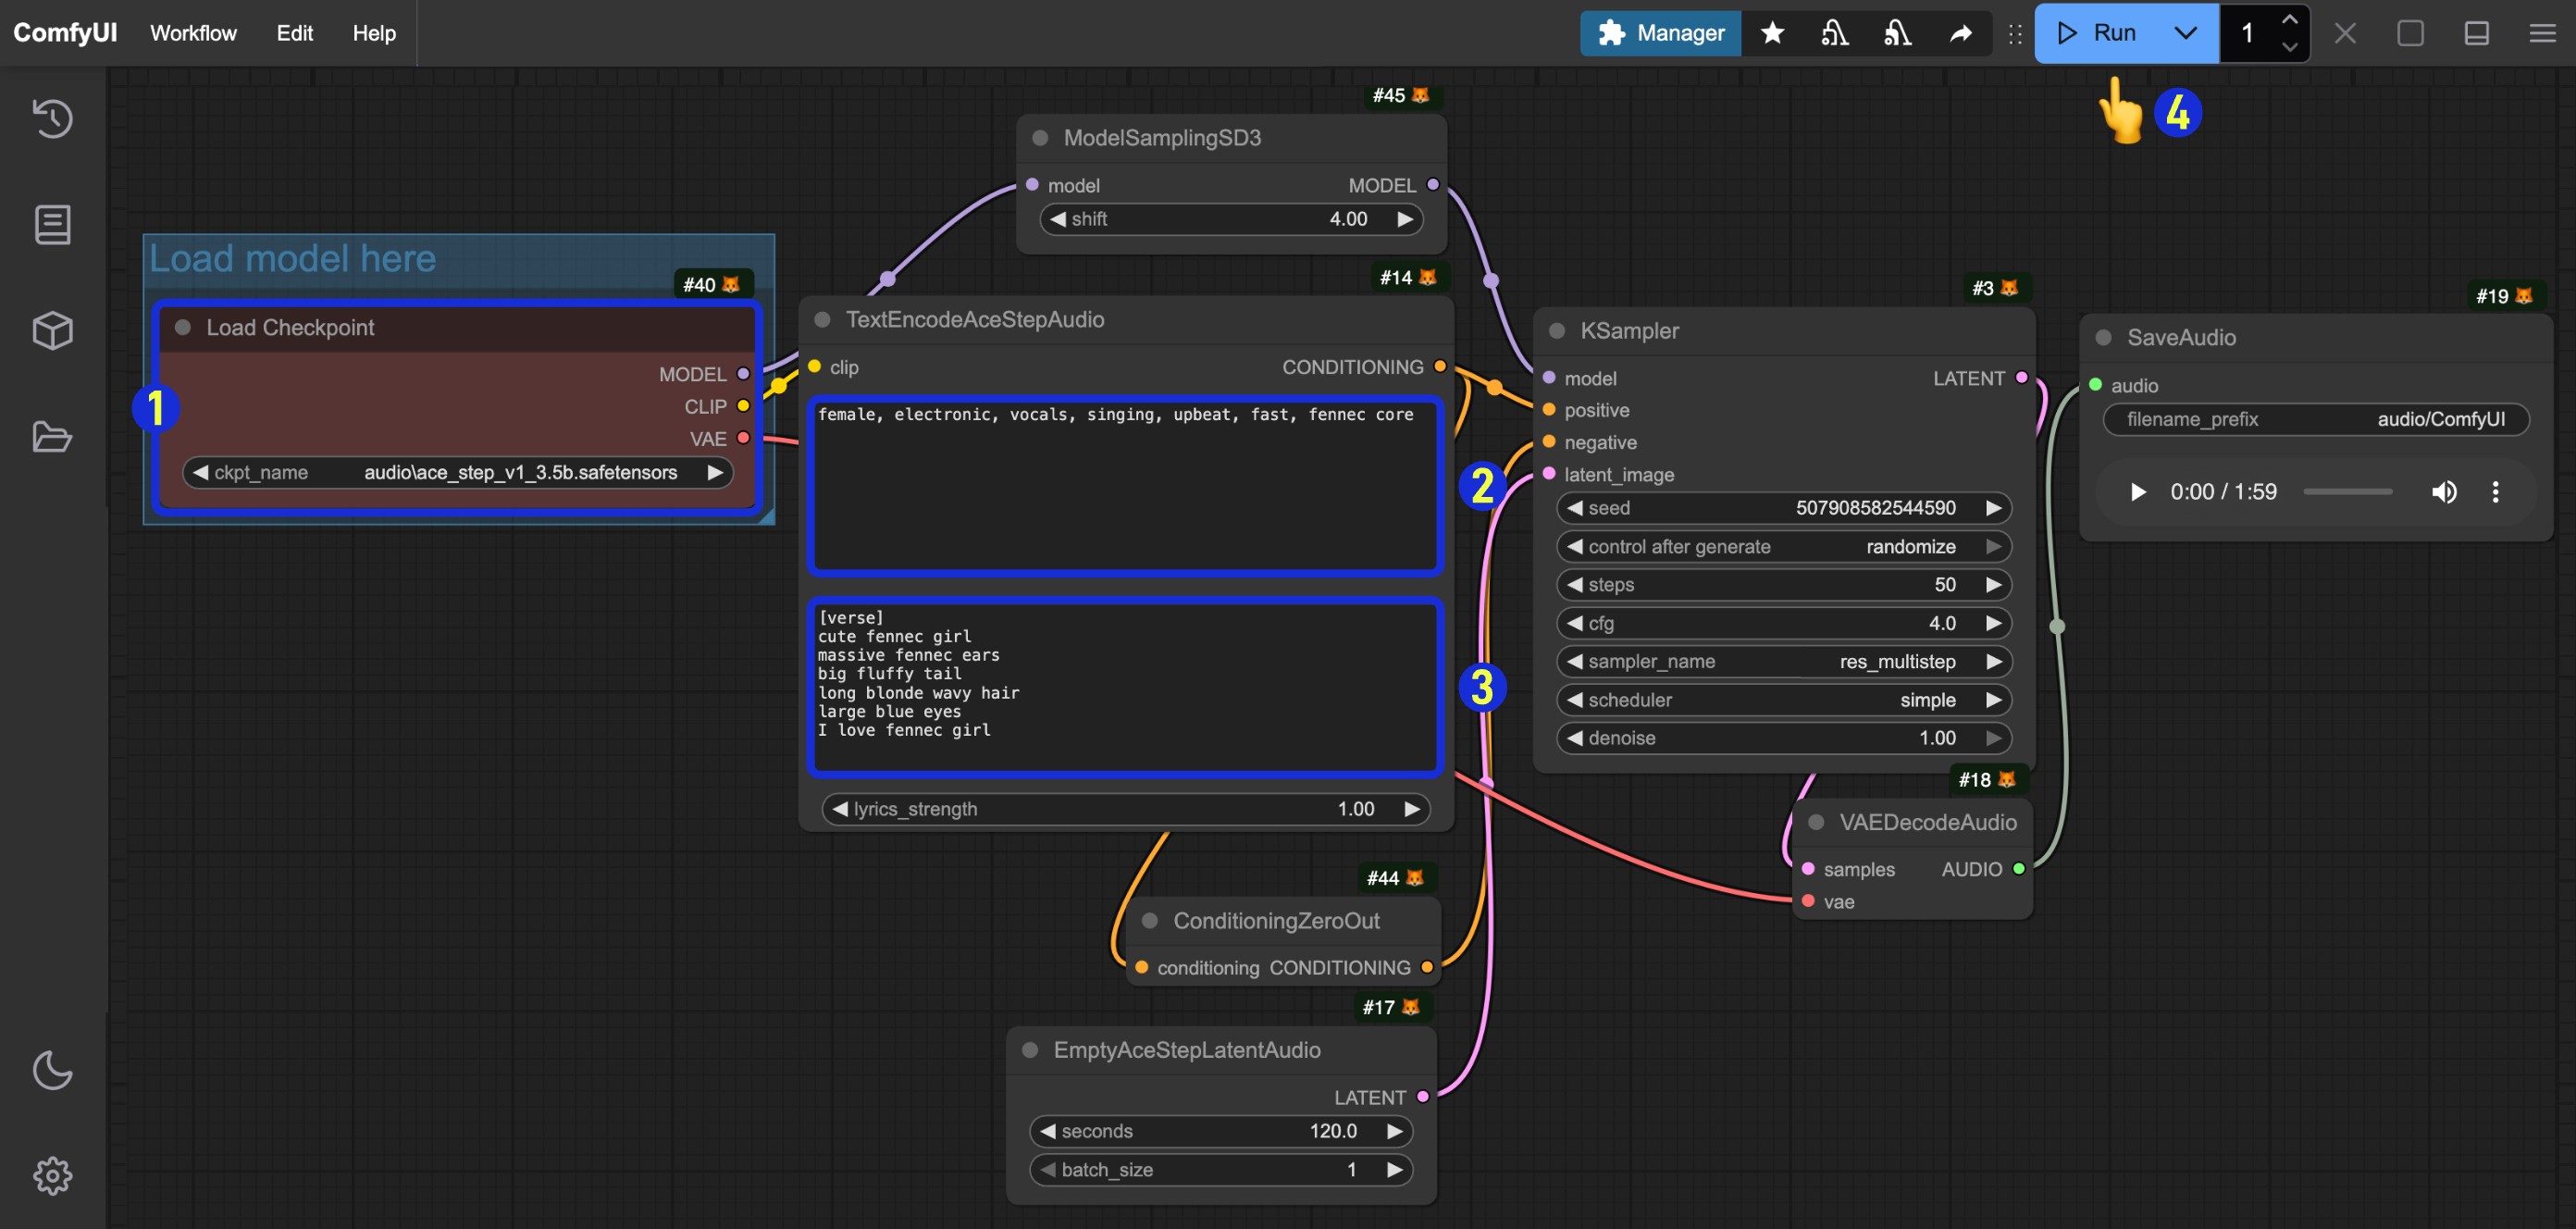 ComfyUI Workflow Edit Help Manager Run 1
4
#45
ModelSamplingSD3
model MODEL
shift 4.00
Load model here
#40
Load Checkpoint
MODEL
CLIP
VAE
ckpt_name audio\ace_step_v1_3.5b.safetensors
1
#14
TextEncodeAceStepAudio
clip CONDITIONING
female, electronic, vocals, singing, upbeat, fast, fennec core
2
[verse]
cute fennec girl
massive fennec ears
big fluffy tail
long blonde wavy hair
large blue eyes
I love fennec girl
3
lyrics_strength 1.00
#44
ConditioningZeroOut
conditioning CONDITIONING
#17
EmptyAceStepLatentAudio
LATENT
seconds 120.0
batch_size 1
#3
KSampler
model LATENT
positive
negative
latent_image
seed 507908582544590
control after generate randomize
steps 50
cfg 4.0
sampler_name res_multistep
scheduler simple
denoise 1.00
#18
VAEDecodeAudio
samples AUDIO
vae
#19
SaveAudio
audio
filename_prefix audio/ComfyUI
0:00 / 1:59